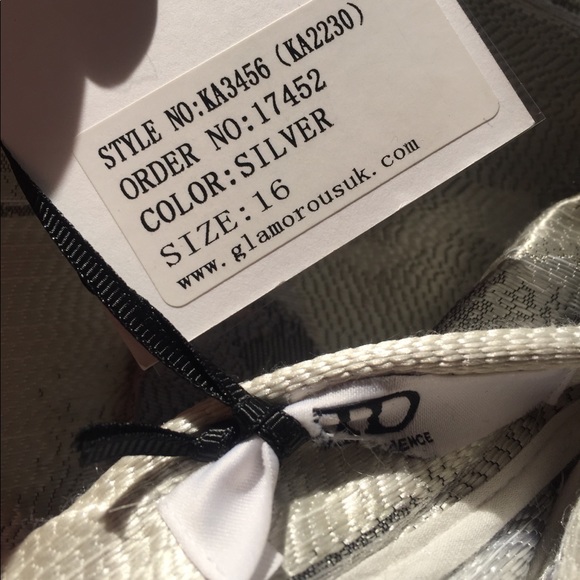 STYLE NO:KA3456 (KA2230)
ORDER NO:17452
COLOR:SILVER
SIZE:16
www.glamorousuk.com